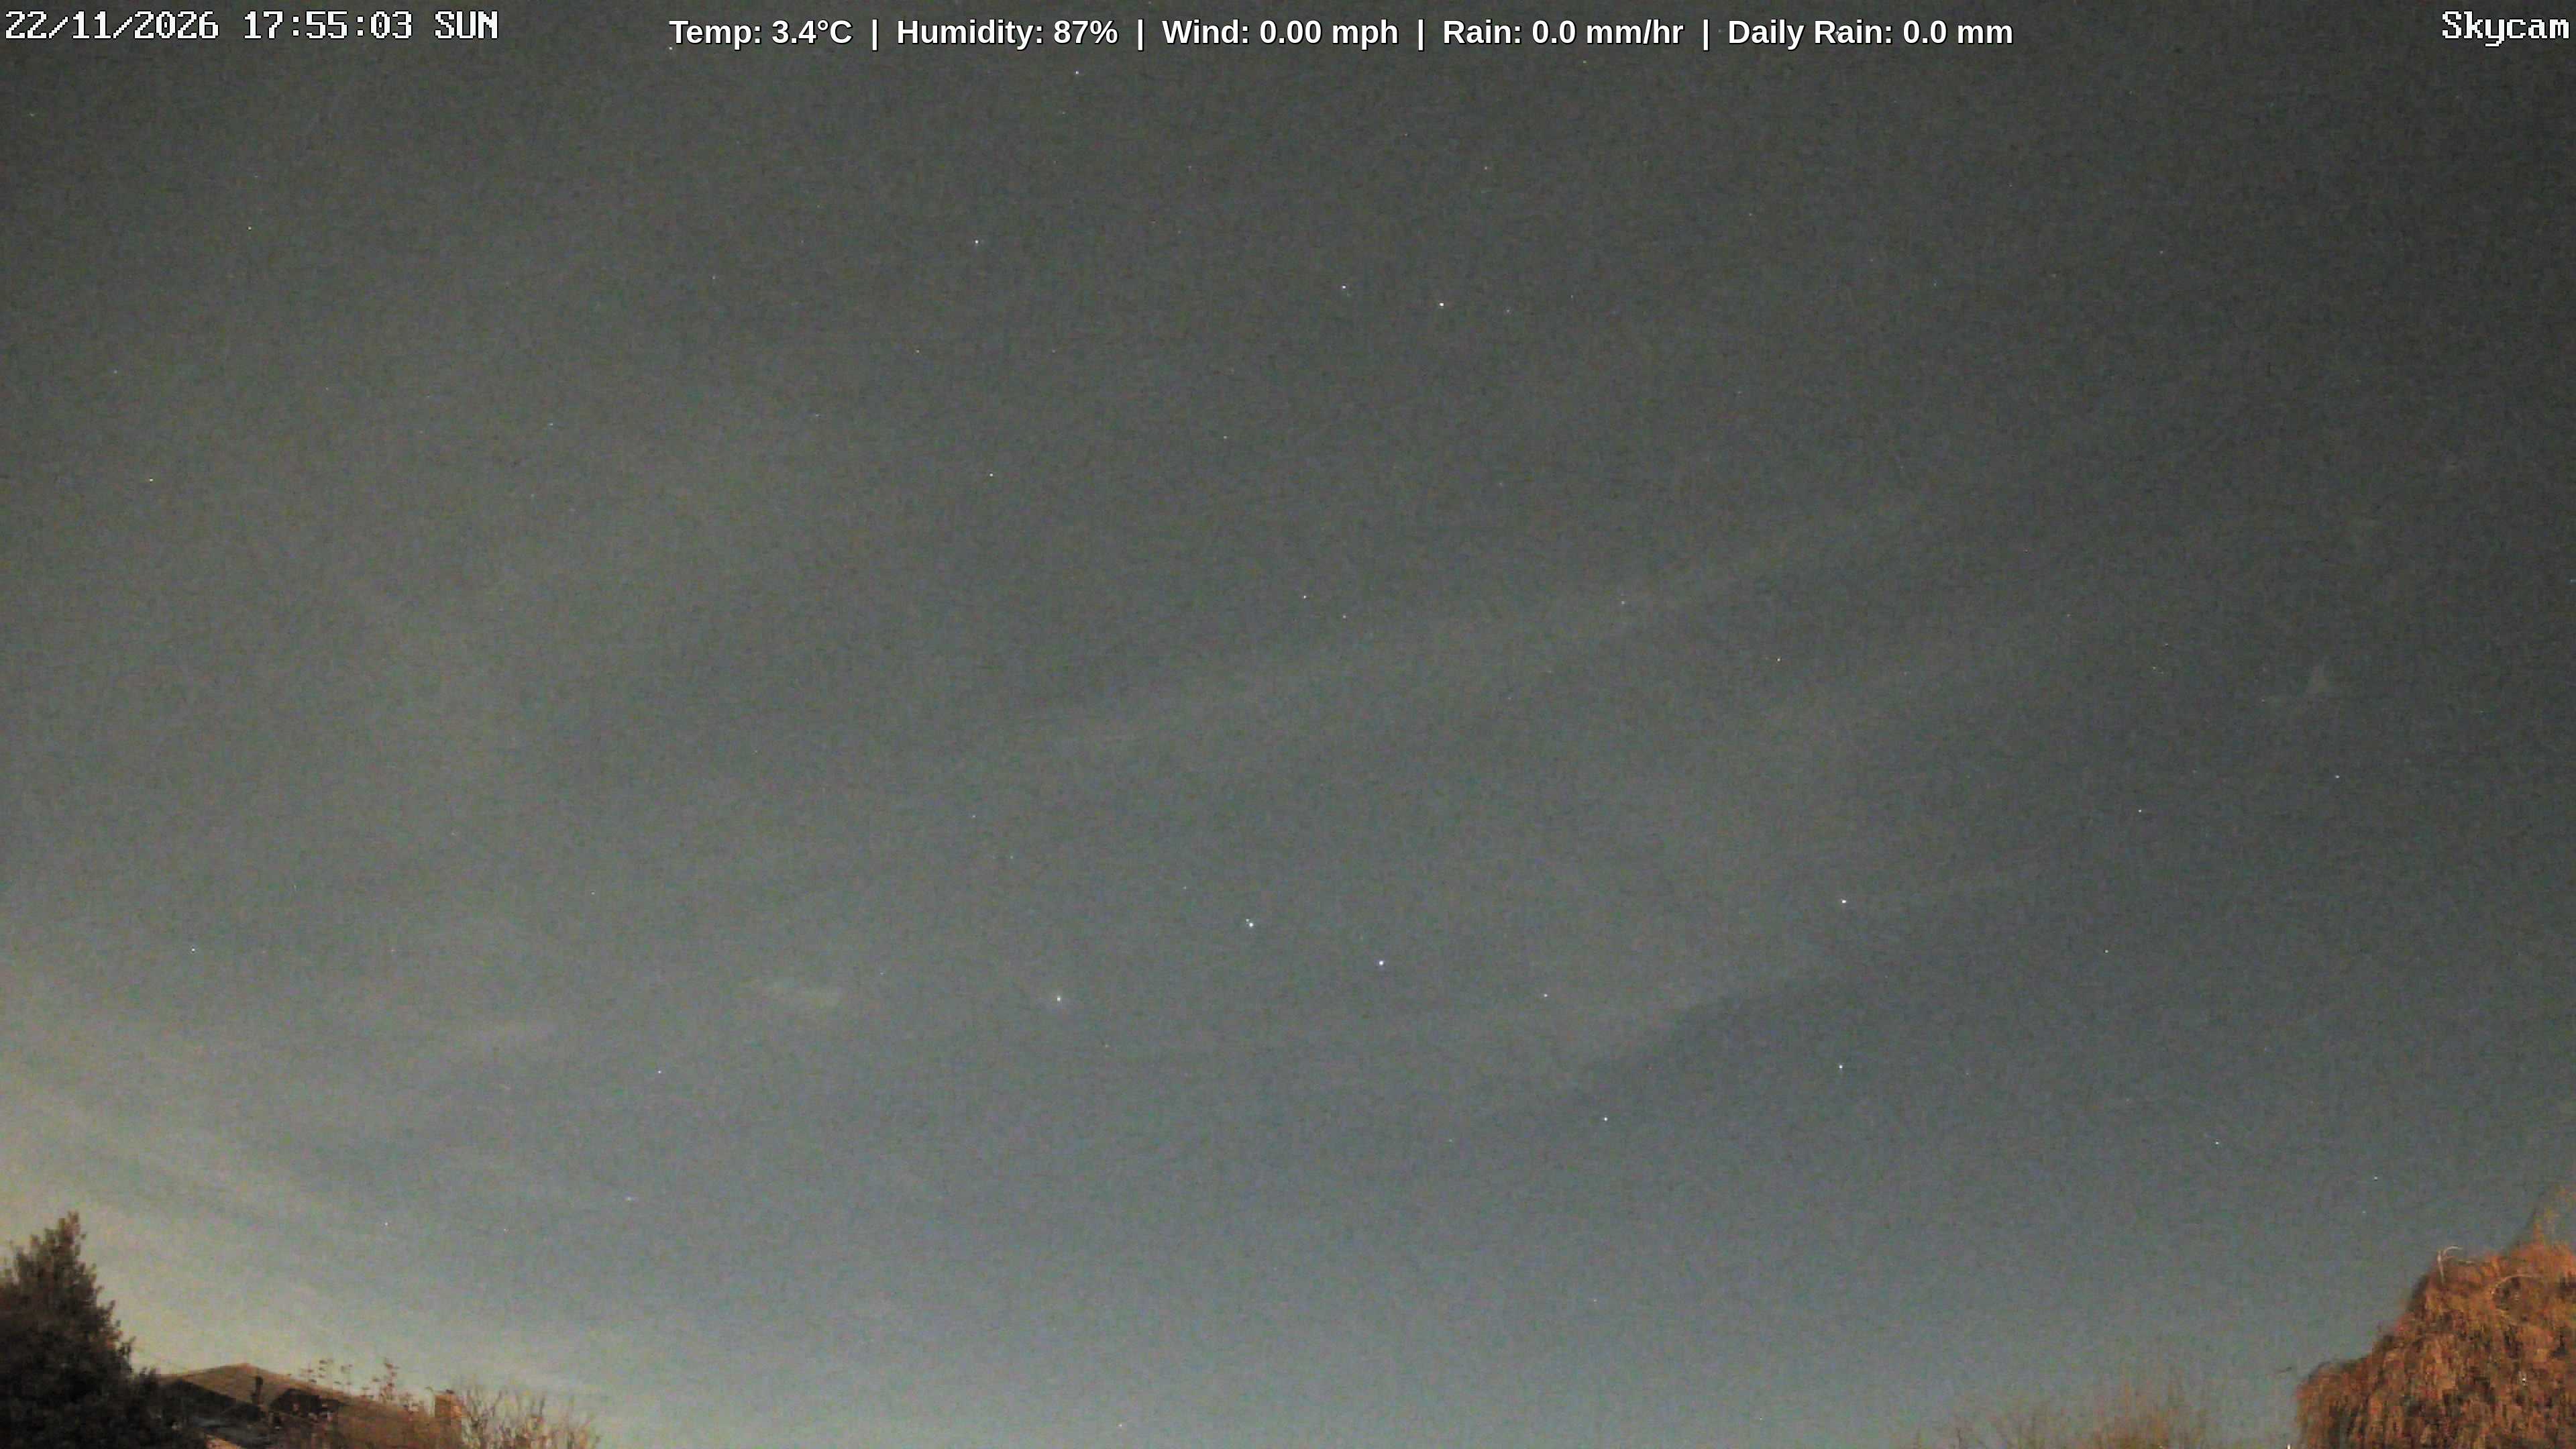 22/11/2026 17:55:03 SUN
Temp: 3.4°C | Humidity: 87% | Wind: 0.00 mph | Rain: 0.0 mm/hr | Daily Rain: 0.0 mm
Skycam